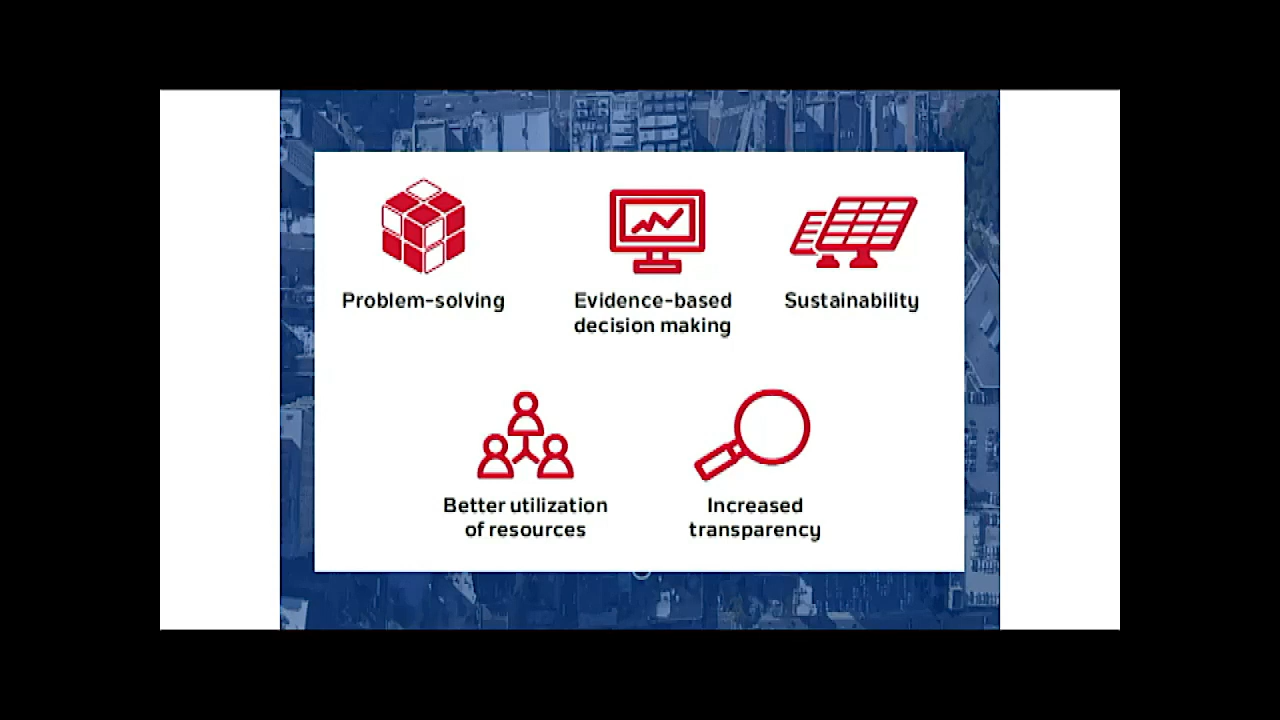 Problem-solving
Evidence-based
decision making
Sustainability
Better utilization
of resources
Increased
transparency